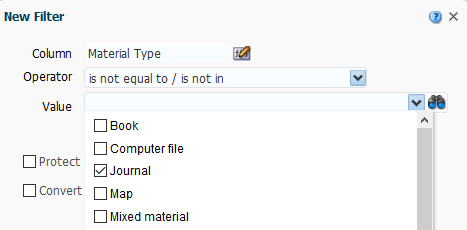 New Filter
Column Material Type
Operator is not equal to / is not in
Value
Book
Computer file
Protect Journal
Convert Map
Mixed material